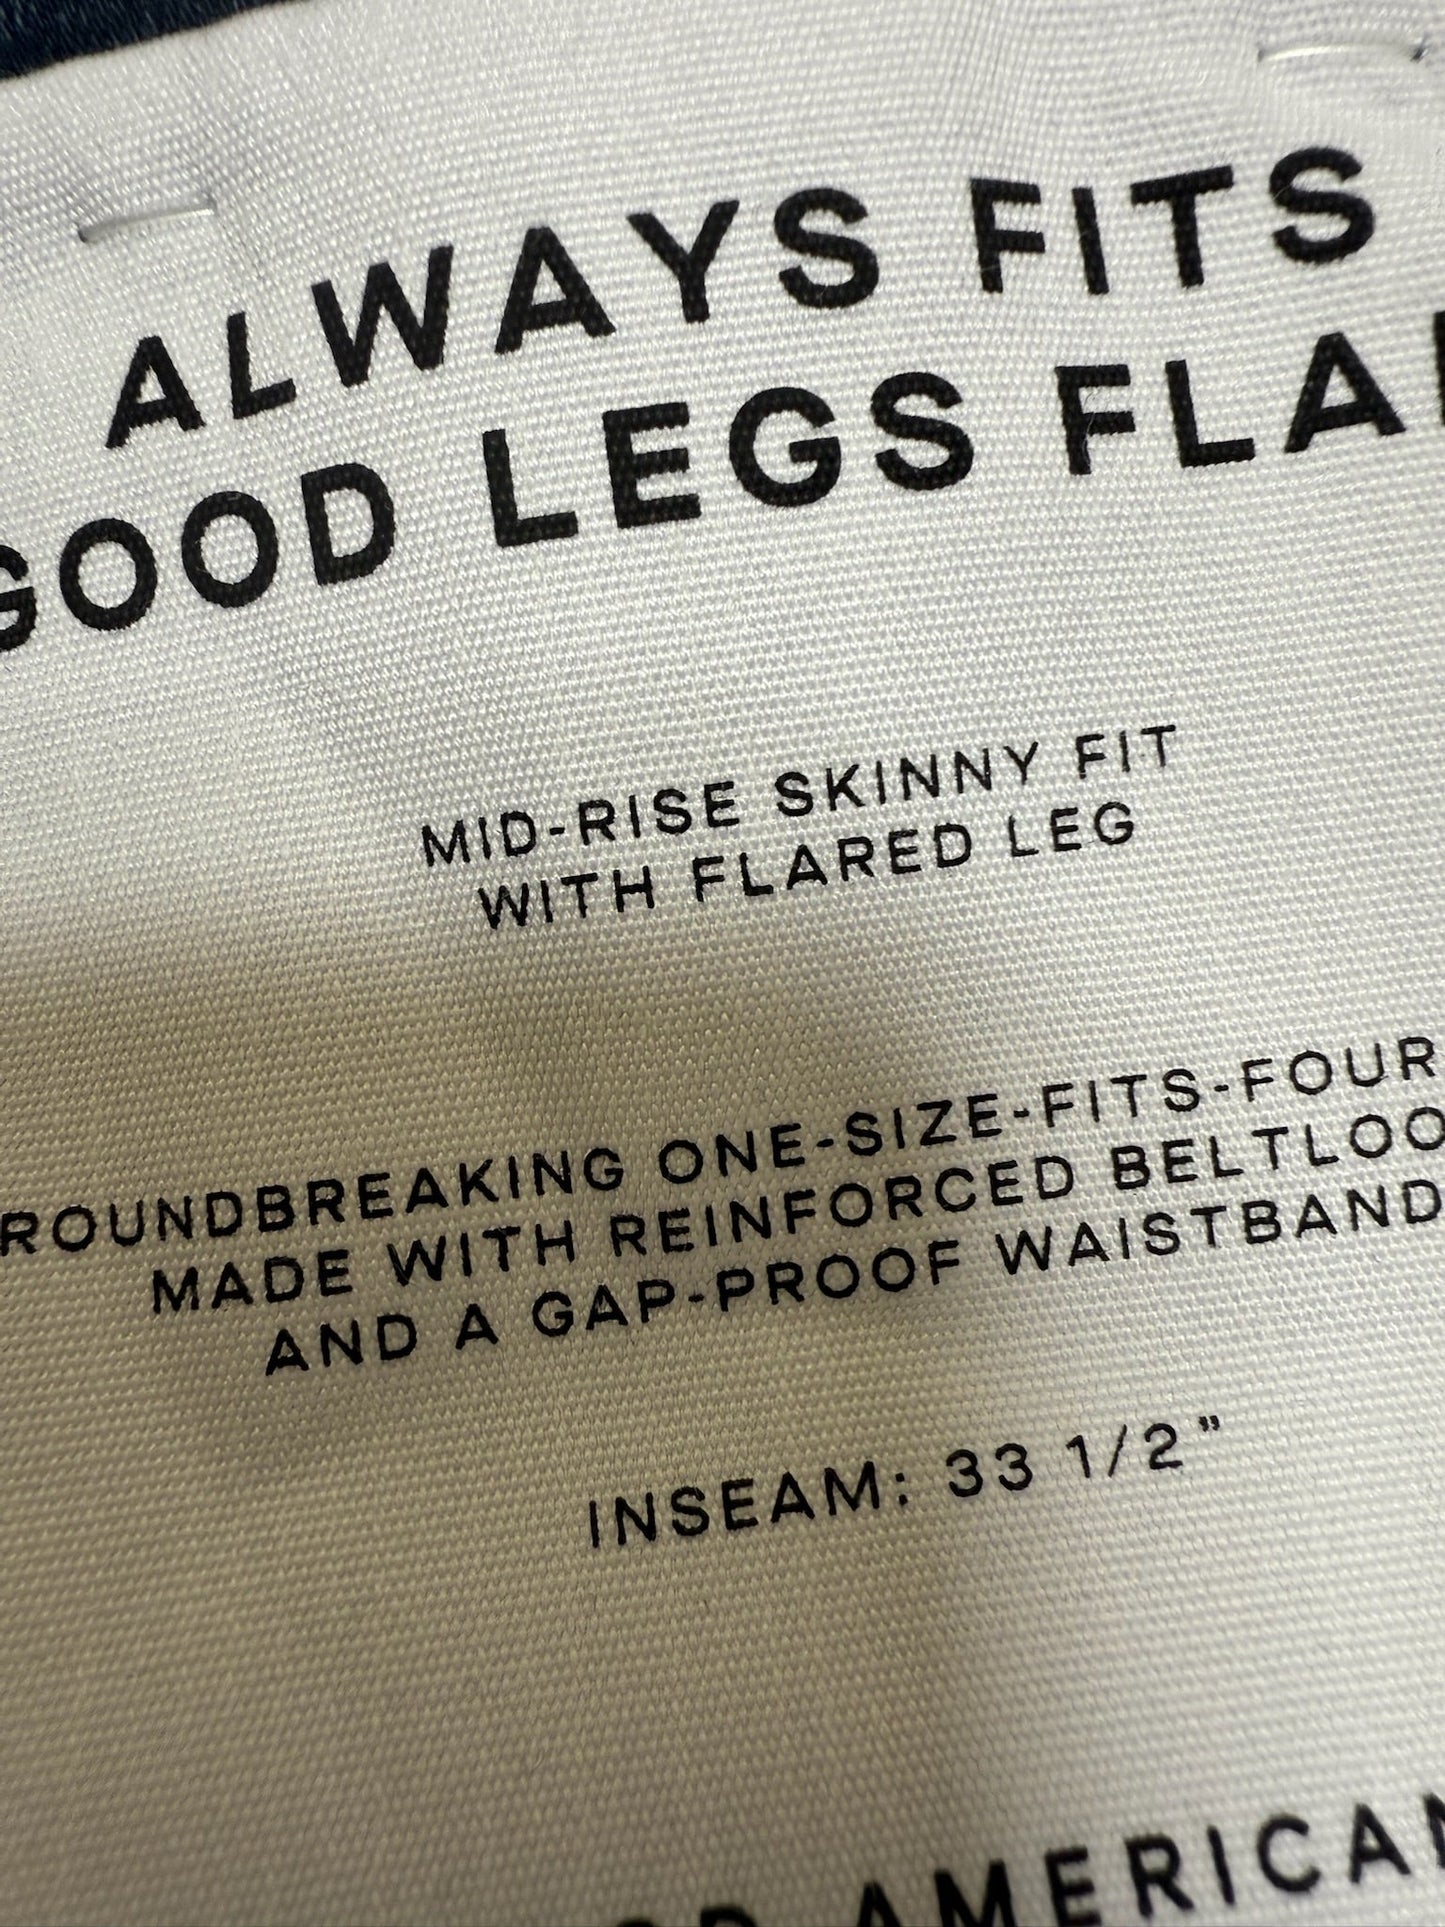 ALWAYS FITS
GOOD LEGS FLA
MID-RISE SKINNY FIT
WITH FLARED LEG
ROUNDBREAKING ONE-SIZE-FITS-FOUR
MADE WITH REINFORCED BELTLOO
AND A GAP-PROOF WAISTBAND
INSEAM: 33 1/2"
AMERICAN